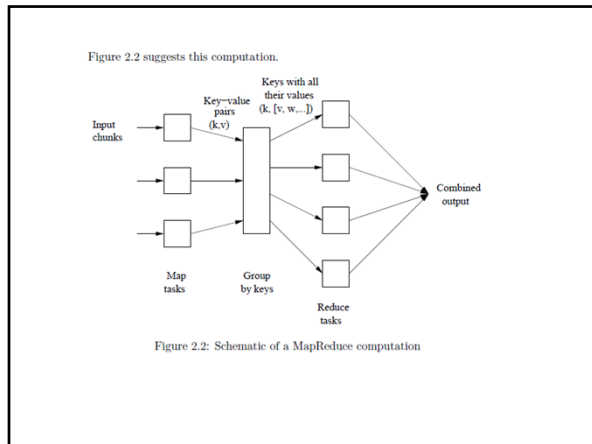 Figure 2.2 suggests this computation.
Keys with all
their values
(k, [v, w,...])
Key−value
pairs
(k,v)
Input
chunks
Combined
output
Map
tasks
Group
by keys
Reduce
tasks
Figure 2.2: Schematic of a MapReduce computation